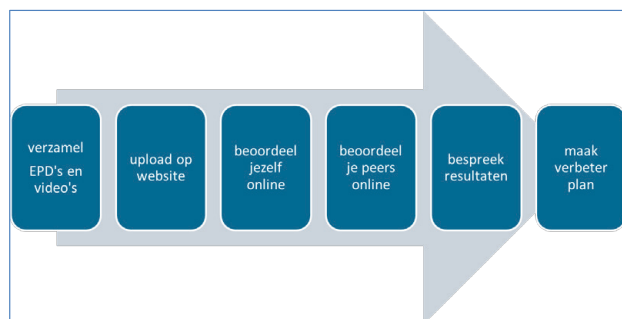 verzamel
EPD's en
video's
upload op
website
beoordeel
jezelf
online
beoordeel
je peers
online
bespreek
resultaten
maak
verbeter
plan